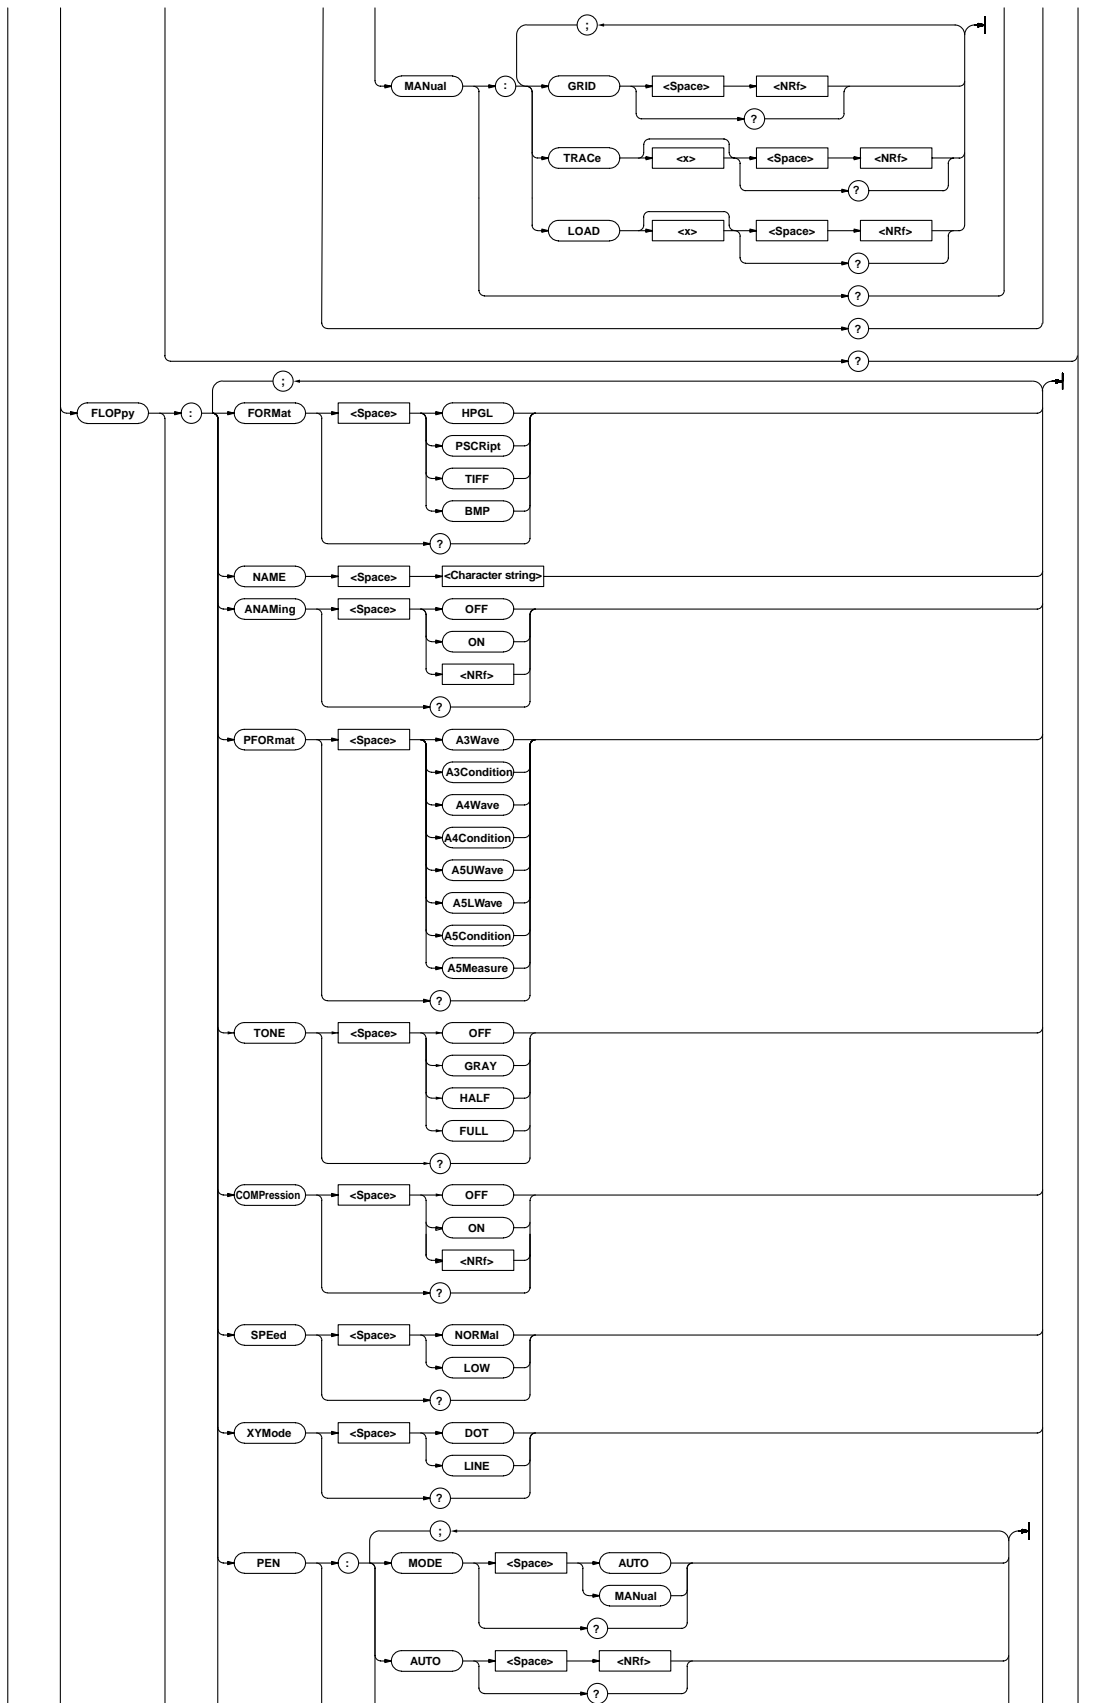 ;
MANual : GRID <Space> <NRf>
?
TRACe <x> <Space> <NRf>
?
LOAD <x> <Space> <NRf>
?
?
?
?
;
FLOPpy : FORMat <Space> HPGL
PSCRipt
TIFF
BMP
?
NAME <Space> <Character string>
ANAMing <Space> OFF
ON
<NRf>
?
PFORmat <Space> A3Wave
A3Condition
A4Wave
A4Condition
A5UWave
A5LWave
A5Condition
A5Measure
?
TONE <Space> OFF
GRAY
HALF
FULL
?
COMPression <Space> OFF
ON
<NRf>
?
SPEed <Space> NORMal
LOW
?
XYMode <Space> DOT
LINE
?
;
PEN : MODE <Space> AUTO
MANual
?
AUTO <Space> <NRf>
?